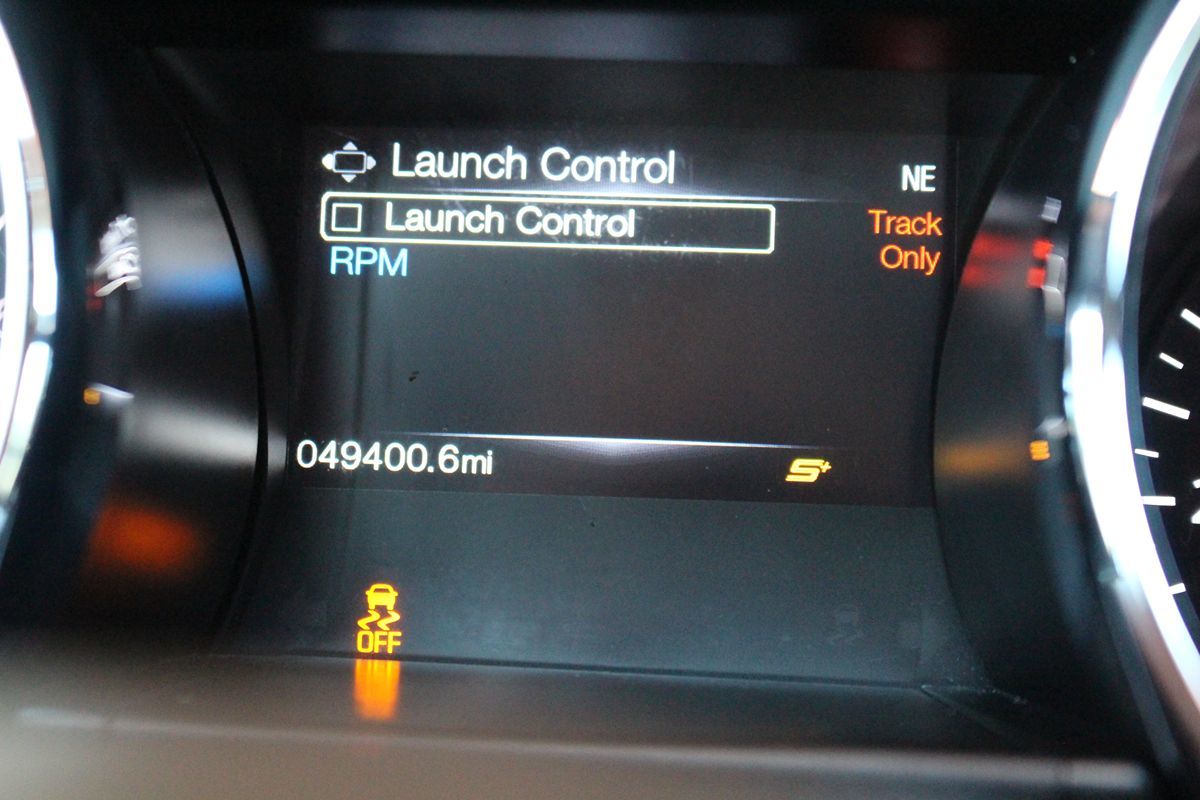 Launch Control
NE
Launch Control
Track
Only
RPM
049400.6mi
S+
OFF